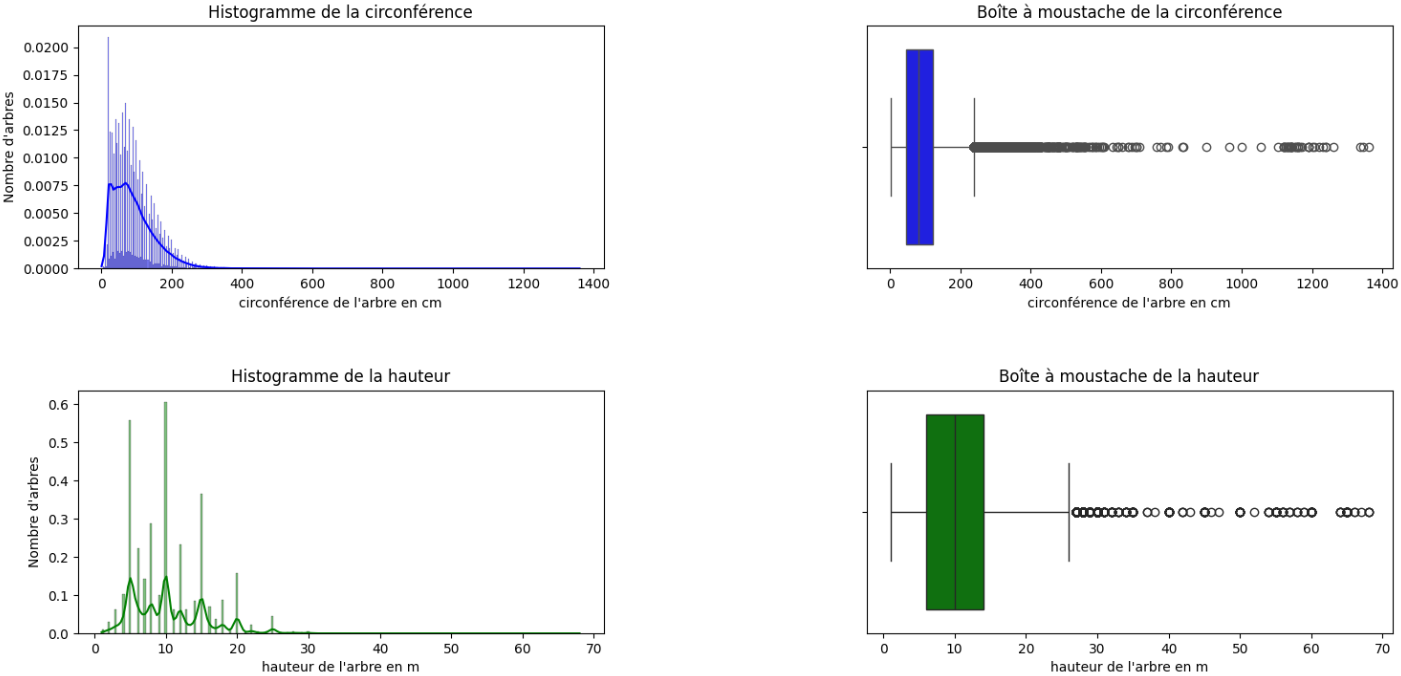 Histogramme de la circonférence
Nombre d'arbres
0.0200
0.0175
0.0150
0.0125
0.0100
0.0075
0.0050
0.0025
0.0000
0 200 400 600 800 1000 1200 1400
circonférence de l'arbre en cm
Boîte à moustache de la circonférence
0 200 400 600 800 1000 1200 1400
circonférence de l'arbre en cm
Histogramme de la hauteur
Nombre d'arbres
0.6
0.5
0.4
0.3
0.2
0.1
0.0
0 10 20 30 40 50 60 70
hauteur de l'arbre en m
Boîte à moustache de la hauteur
0 10 20 30 40 50 60 70
hauteur de l'arbre en m